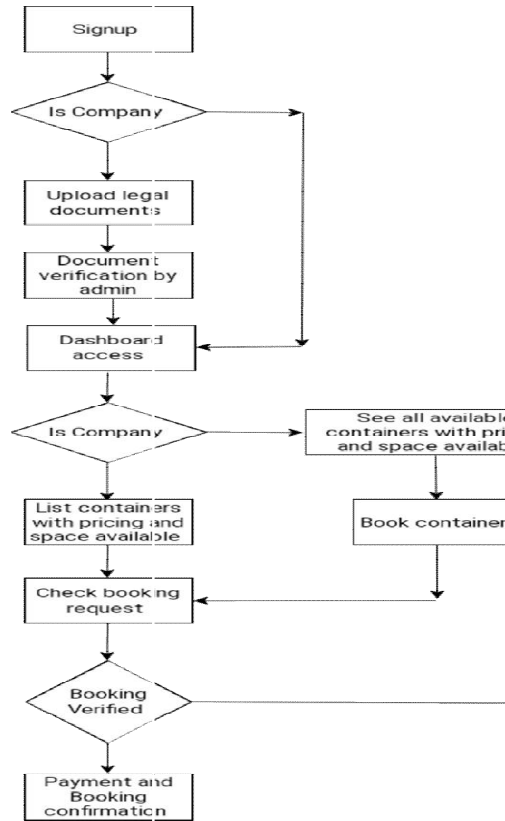 Signup
Is Company
Upload legal
documents
Document
verification by
admin
Dashboard
access
Is Company
See all available
containers with
and space
List containers
with pricing and
space available
Book container
Check booking
request
Booking
Verified
Payment and
Booking
confirmation